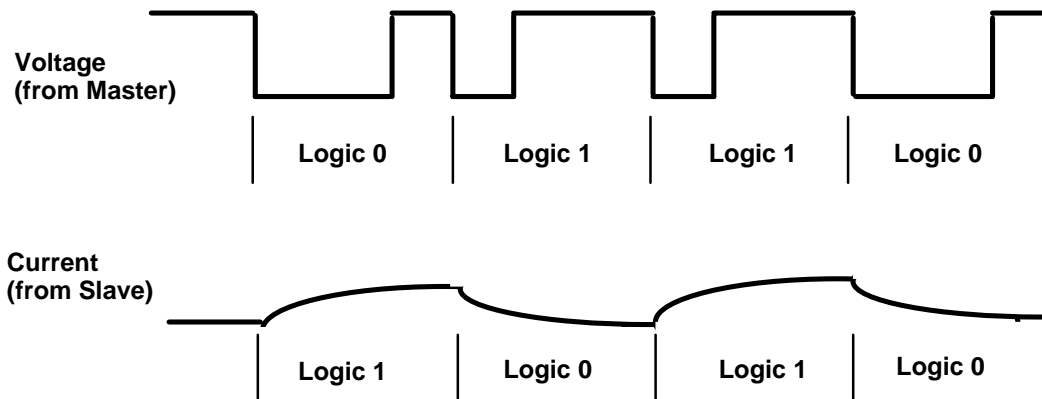 Voltage
(from Master)
Logic 0 Logic 1 Logic 1 Logic 0
Current
(from Slave)
Logic 1 Logic 0 Logic 1 Logic 0